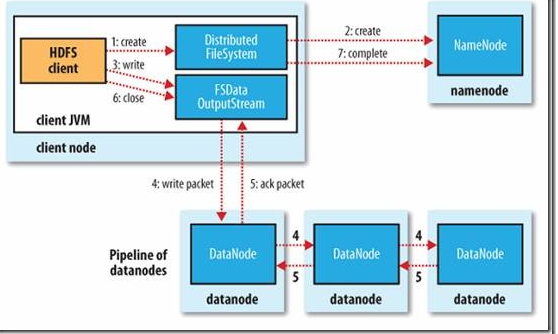 HDFS
client
1: create
3: write
6: close
Distributed
FileSystem
FSData
OutputStream
client JVM
client node
2: create
7: complete
NameNode
namenode
4: write packet
5: ack packet
Pipeline of
datanodes
DataNode
datanode
4
5
DataNode
datanode
4
5
DataNode
datanode